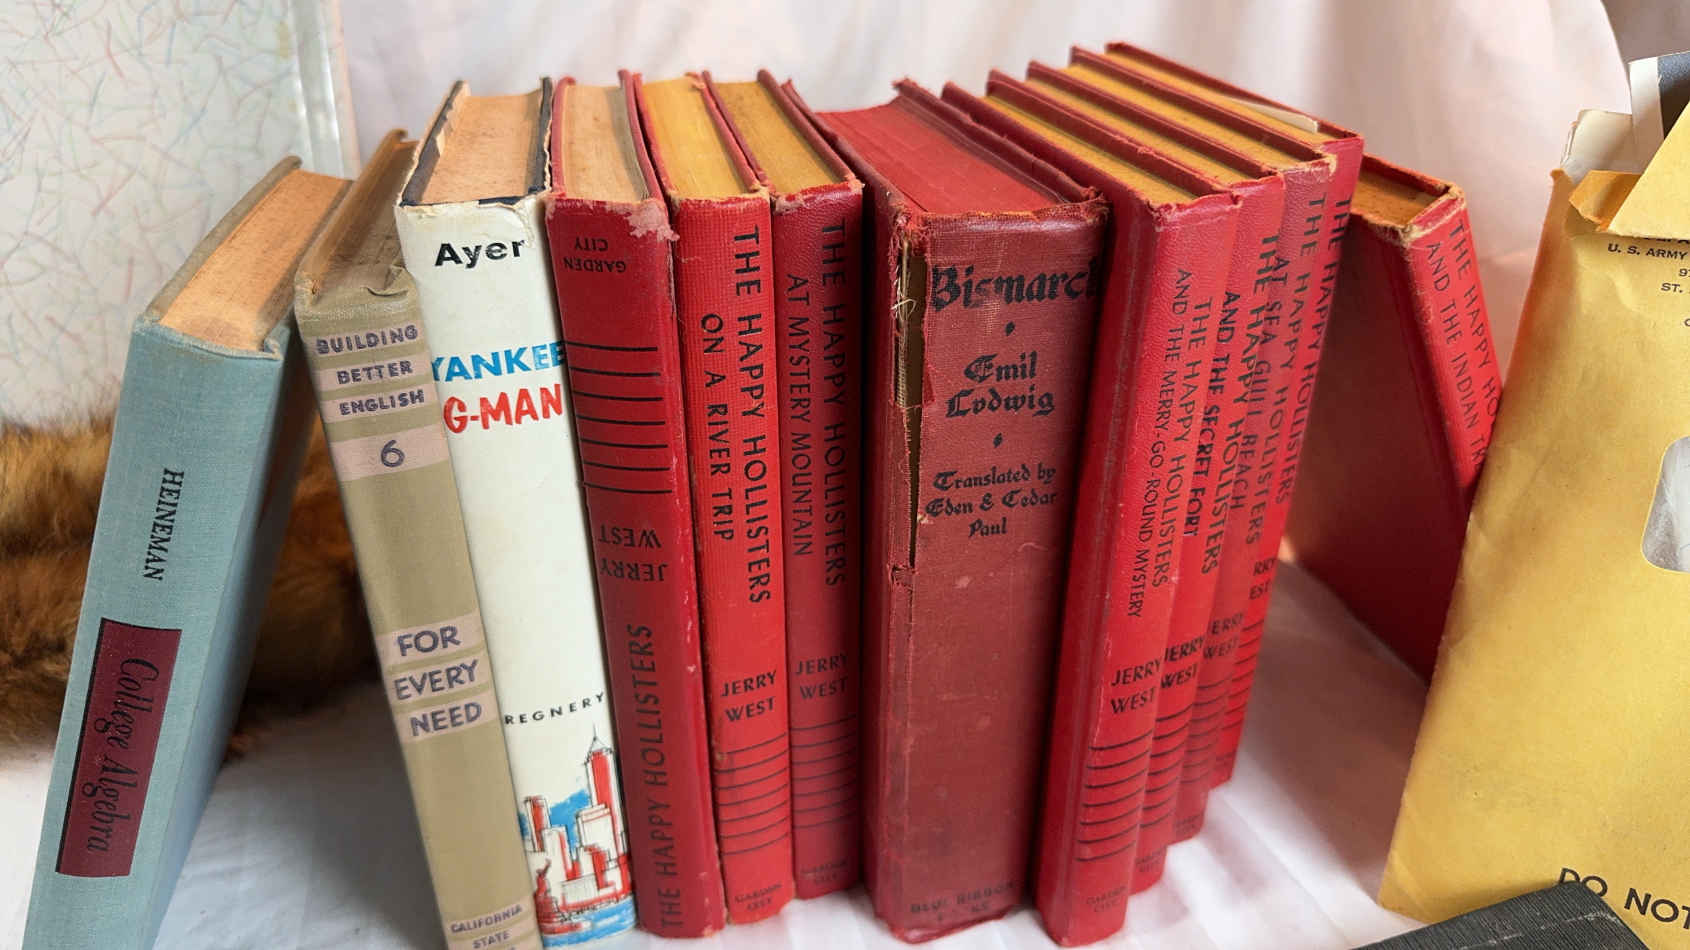 HEINEMAN
College Algebra
BUILDING
BETTER
ENGLISH
6
FOR
EVERY
NEED
CALIFORNIA
STATE
Ayer
YANKEE
G-MAN
REGNERY
THE HAPPY HOLLISTERS
JERRY
WEST
GARDEN
CITY
THE HAPPY HOLLISTERS
ON A RIVER TRIP
JERRY
WEST
GARDEN
CITY
THE HAPPY HOLLISTERS
AT MYSTERY MOUNTAIN
JERRY
WEST
GARDEN
CITY
Bismarck
Emil
Ludwig
Translated by
Eden & Cedar
Paul
BLUE RIBBON
THE HAPPY HOLLISTERS
AND THE MERRY-GO-ROUND MYSTERY
JERRY
WEST
GARDEN
CITY
THE HAPPY HOLLISTERS
AND THE SECRET FORT
JERRY
WEST
THE HAPPY HOLLISTERS
AT SEA GULL BEACH
JERRY
WEST
THE HAPPY HOLLISTERS
THE HAPPY HO
AND THE INDIAN TR
U. S. ARMY
ST.
DO NOT